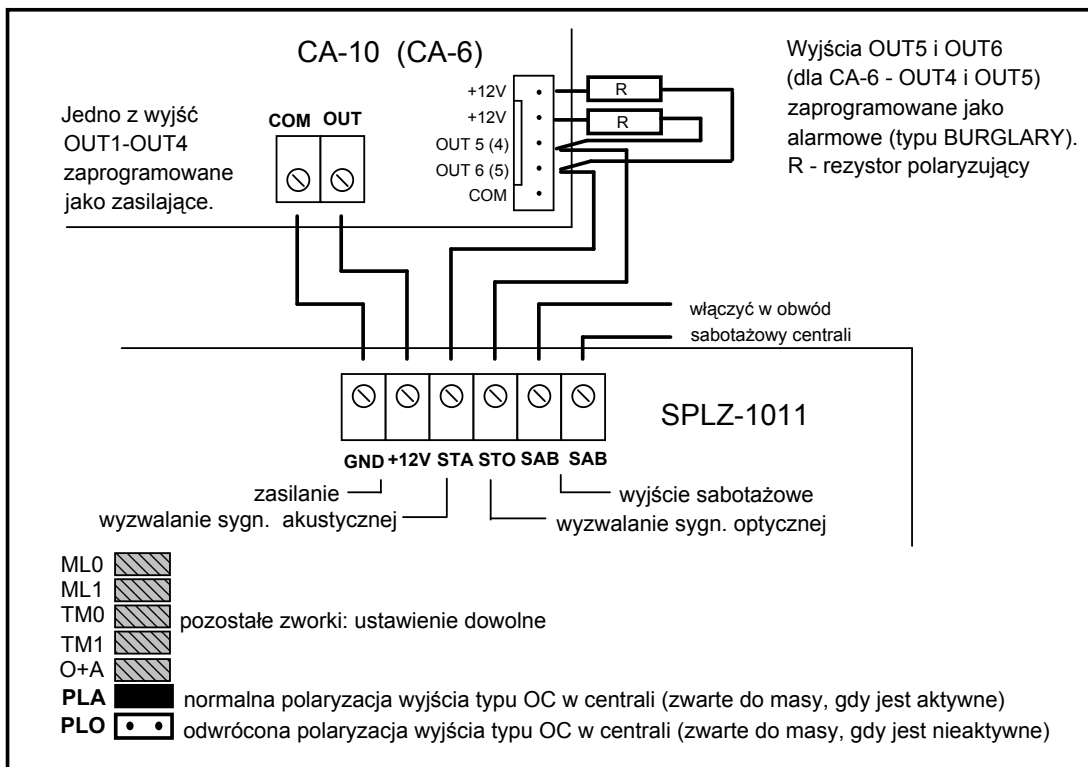 CA-10 (CA-6)
Jedno z wyjść
OUT1-OUT4
zaprogramowane
jako zasilające.
COM OUT
+12V
+12V
OUT 5 (4)
OUT 6 (5)
COM
R
R
Wyjścia OUT5 i OUT6
(dla CA-6 - OUT4 i OUT5)
zaprogramowane jako
alarmowe (typu BURGLARY).
R - rezystor polaryzujący
włączyć w obwód
sabotażowy centrali
SPLZ-1011
GND +12V STA STO SAB SAB
zasilanie
wyzwalanie sygn. akustycznej
wyjście sabotażowe
wyzwalanie sygn. optycznej
ML0
ML1
TM0
TM1
O+A
pozostałe zworki: ustawienie dowolne
PLA normalna polaryzacja wyjścia typu OC w centrali (zwarte do masy, gdy jest aktywne)
PLO odwrócona polaryzacja wyjścia typu OC w centrali (zwarte do masy, gdy jest nieaktywne)